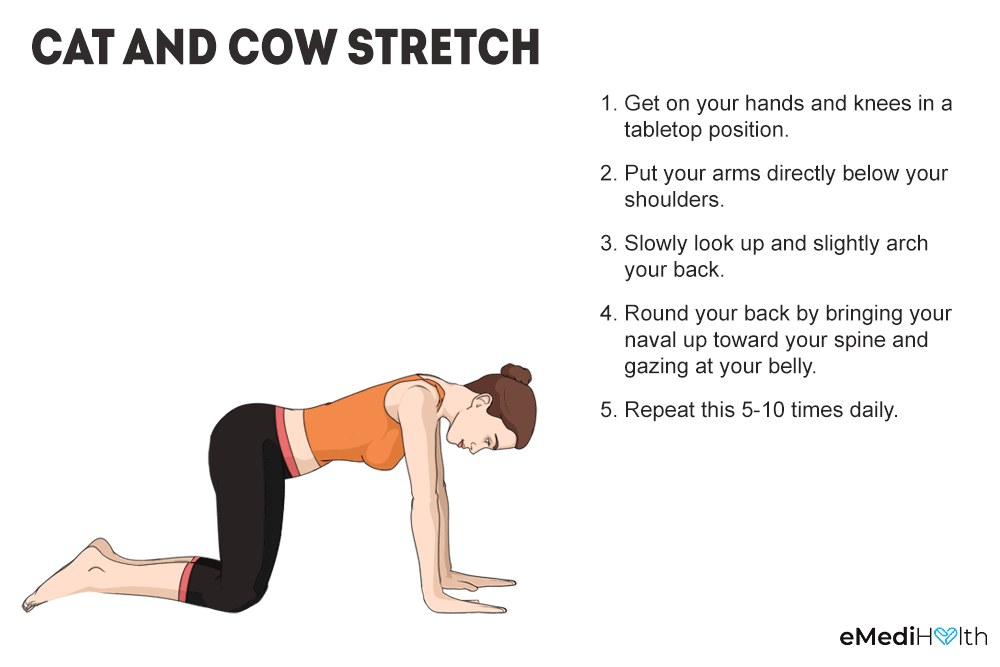 CAT AND COW STRETCH
1. Get on your hands and knees in a
tabletop position.
2. Put your arms directly below your
shoulders.
3. Slowly look up and slightly arch
your back.
4. Round your back by bringing your
naval up toward your spine and
gazing at your belly.
5. Repeat this 5-10 times daily.
eMediHealth